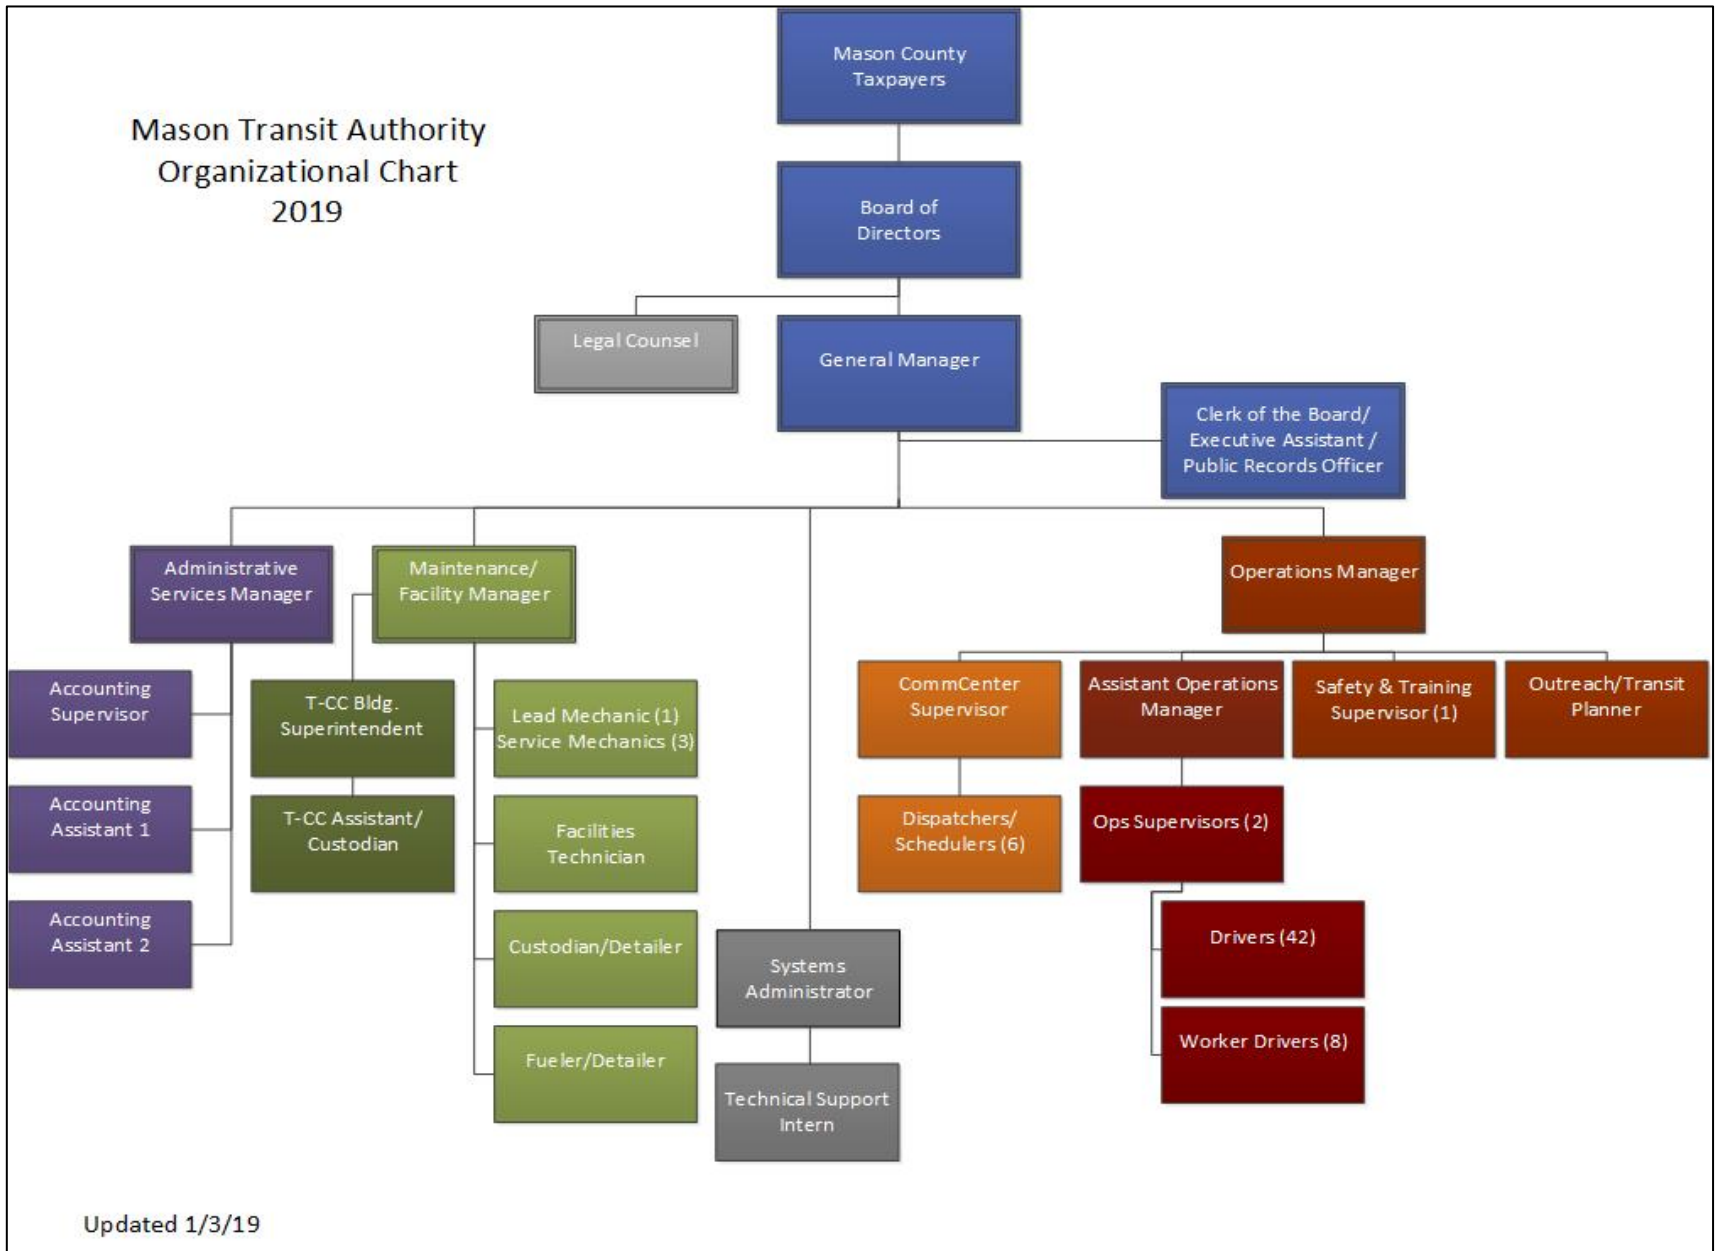 Mason County
Taxpayers
Mason Transit Authority
Organizational Chart
2019
Board of
Directors
Legal Counsel
General Manager
Clerk of the Board/
Executive Assistant /
Public Records Officer
Administrative
Services Manager
Maintenance/
Facility Manager
Operations Manager
Accounting
Supervisor
T-CC Bldg.
Superintendent
Lead Mechanic (1)
Service Mechanics (3)
CommCenter
Supervisor
Assistant Operations
Manager
Safety & Training
Supervisor (1)
Outreach/Transit
Planner
Accounting
Assistant 1
T-CC Assistant/
Custodian
Facilities
Technician
Dispatchers/
Schedulers (6)
Ops Supervisors (2)
Accounting
Assistant 2
Custodian/Detailer
Systems
Administrator
Drivers (42)
Fueler/Detailer
Technical Support
Intern
Worker Drivers (8)
Updated 1/3/19